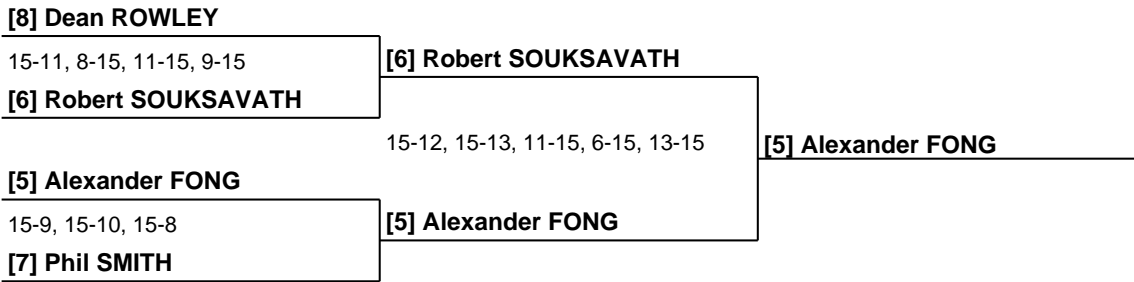 [8] Dean ROWLEY
15-11, 8-15, 11-15, 9-15
[6] Robert SOUKSAVATH
[6] Robert SOUKSAVATH
15-12, 15-13, 11-15, 6-15, 13-15
[5] Alexander FONG
[5] Alexander FONG
15-9, 15-10, 15-8
[5] Alexander FONG
[7] Phil SMITH